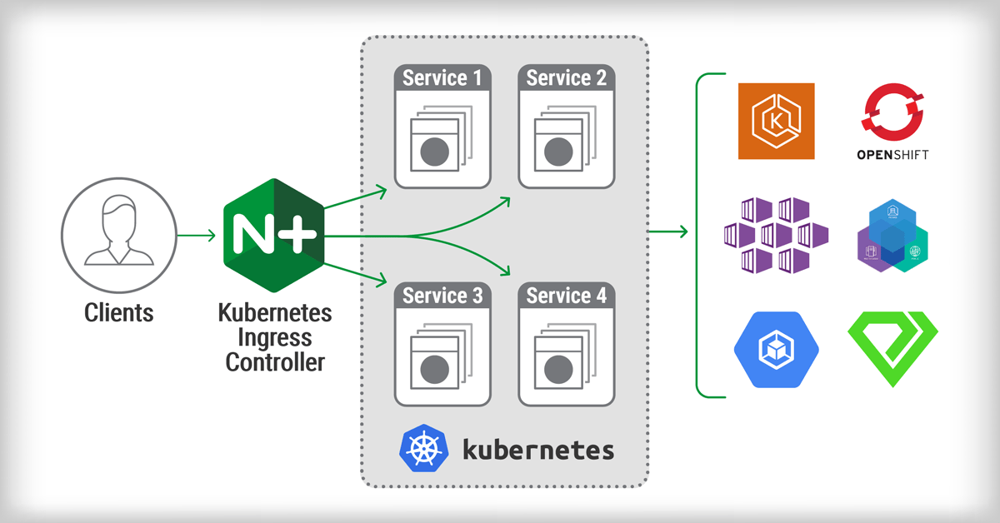 Clients
N+
Kubernetes
Ingress
Controller
Service 1
Service 2
Service 3
Service 4
kubernetes
K
OPENSHIFT